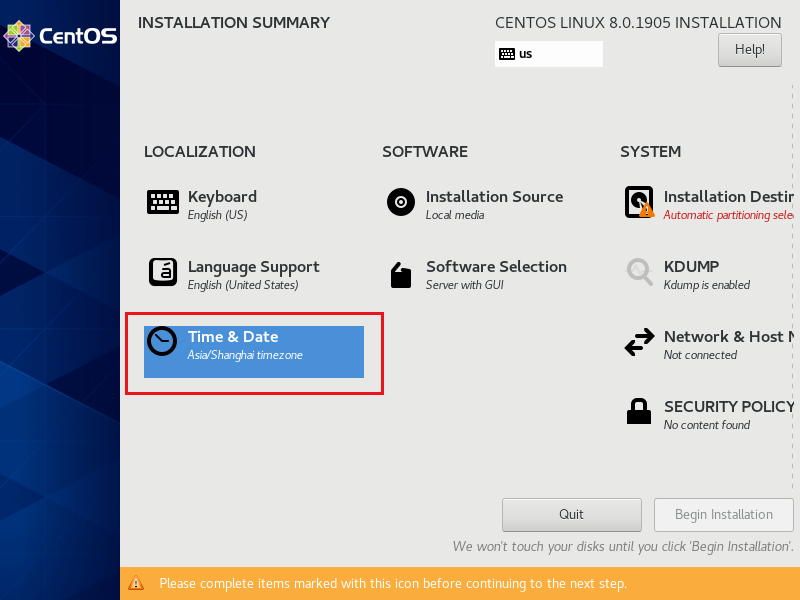 CentOS
INSTALLATION SUMMARY
CENTOS LINUX 8.0.1905 INSTALLATION
us
Help!
LOCALIZATION
Keyboard
English (US)
Language Support
English (United States)
Time & Date
Asia/Shanghai timezone
SOFTWARE
Installation Source
Local media
Software Selection
Server with GUI
SYSTEM
Installation Destin
Automatic partitioning sele
KDUMP
Kdump is enabled
Network & Host N
Not connected
SECURITY POLICY
No content found
Quit
Begin Installation
We won't touch your disks until you click 'Begin Installation'.
Please complete items marked with this icon before continuing to the next step.